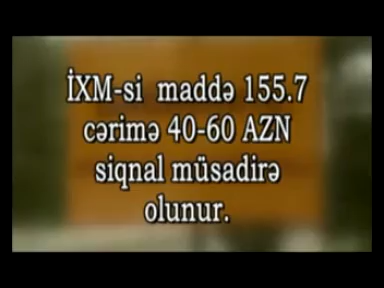 İXM-si maddə 155.7
cərimə 40-60 AZN
siqnal müsadirə
olunur.